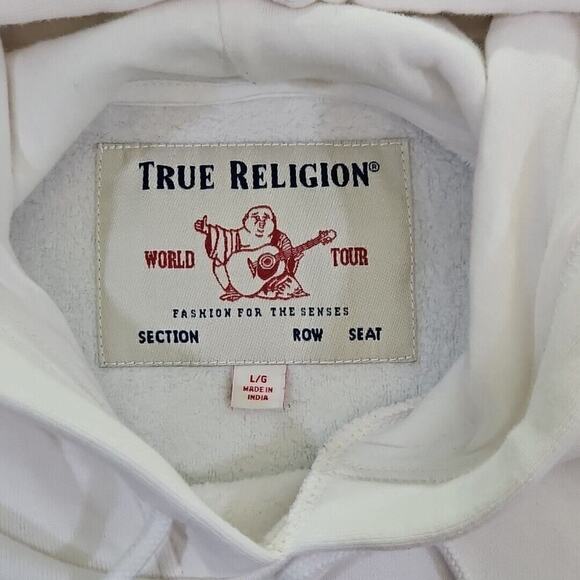 TRUE RELIGION®
WORLD TOUR
FASHION FOR THE SENSES
SECTION ROW SEAT
L/G
MADE IN
INDIA